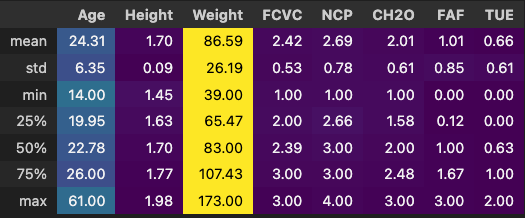 Age Height Weight FCVC NCP CH2O FAF TUE
mean 24.31 1.70 86.59 2.42 2.69 2.01 1.01 0.66
std 6.35 0.09 26.19 0.53 0.78 0.61 0.85 0.61
min 14.00 1.45 39.00 1.00 1.00 1.00 0.00 0.00
25% 19.95 1.63 65.47 2.00 2.66 1.58 0.12 0.00
50% 22.78 1.70 83.00 2.39 3.00 2.00 1.00 0.63
75% 26.00 1.77 107.43 3.00 3.00 2.48 1.67 1.00
max 61.00 1.98 173.00 3.00 4.00 3.00 3.00 2.00